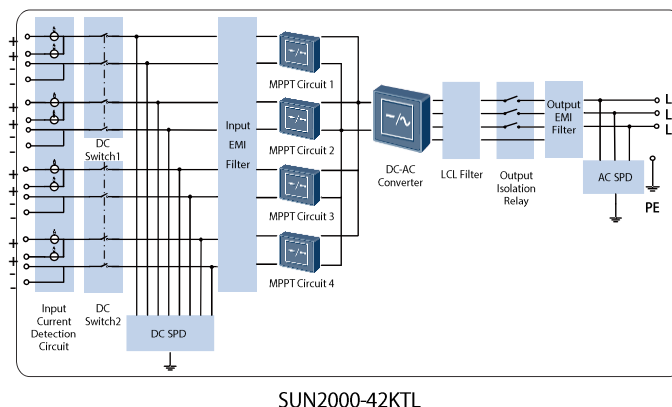 +
+
-
-
+
+
-
-
+
+
-
-
+
+
-
-
Input
Current
Detection
Circuit
DC
Switch1
DC
Switch2
DC SPD
Input
EMI
Filter
MPPT Circuit 1
MPPT Circuit 2
MPPT Circuit 3
MPPT Circuit 4
DC-AC
Converter
LCL Filter
Output
Isolation
Relay
Output
EMI
Filter
AC SPD
L
L
L
PE
SUN2000-42KTL